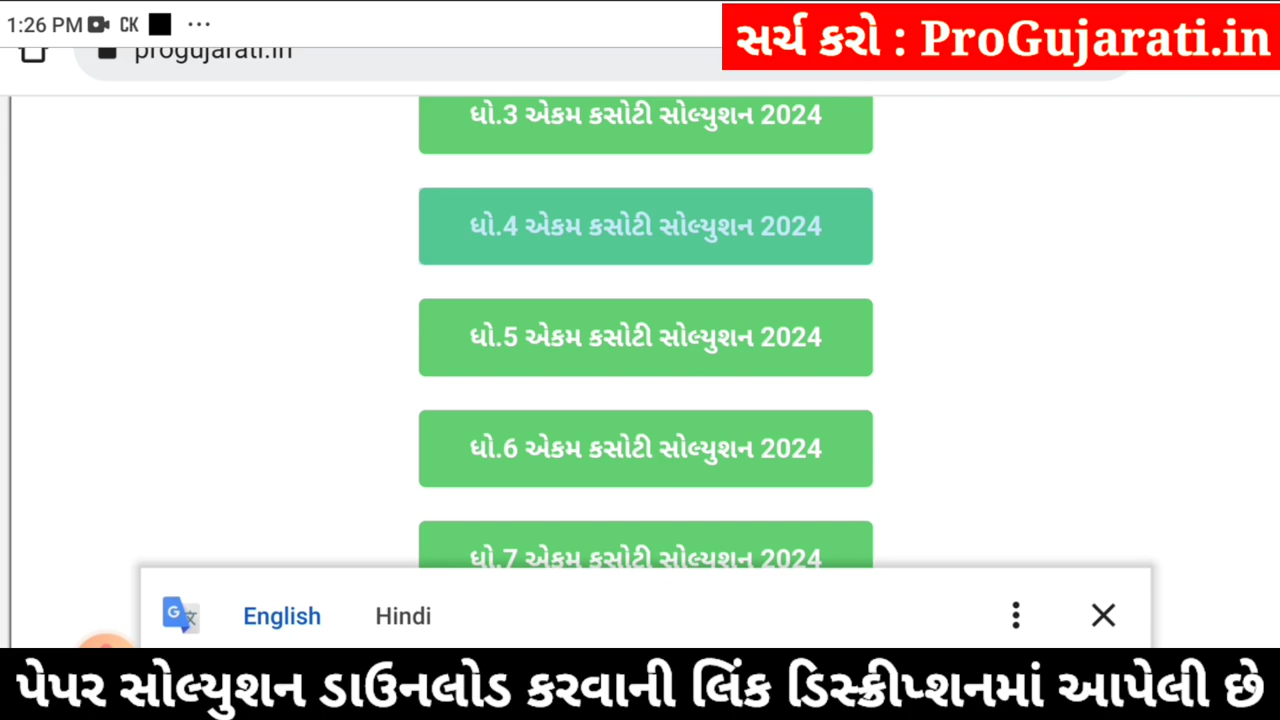 1:26 PM CK ...
સર્ચ કરો : ProGujarati.in
progujarati.in
ધો.3 એકમ કસોટી સોલ્યુશન 2024
ધો.4 એકમ કસોટી સોલ્યુશન 2024
ધો.5 એકમ કસોટી સોલ્યુશન 2024
ધો.6 એકમ કસોટી સોલ્યુશન 2024
ધો.7 એકમ કસોટી સોલ્યુશન 2024
English Hindi
પેપર સોલ્યુશન ડાઉનલોડ કરવાની લિંક ડિસ્ક્રીપ્શનમાં આપેલી છે